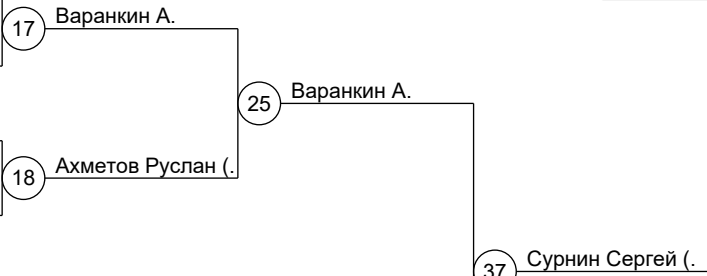 17 Варанкин А.
25 Варанкин А.
18 Ахметов Руслан (.
37 Сурнин Сергей (.